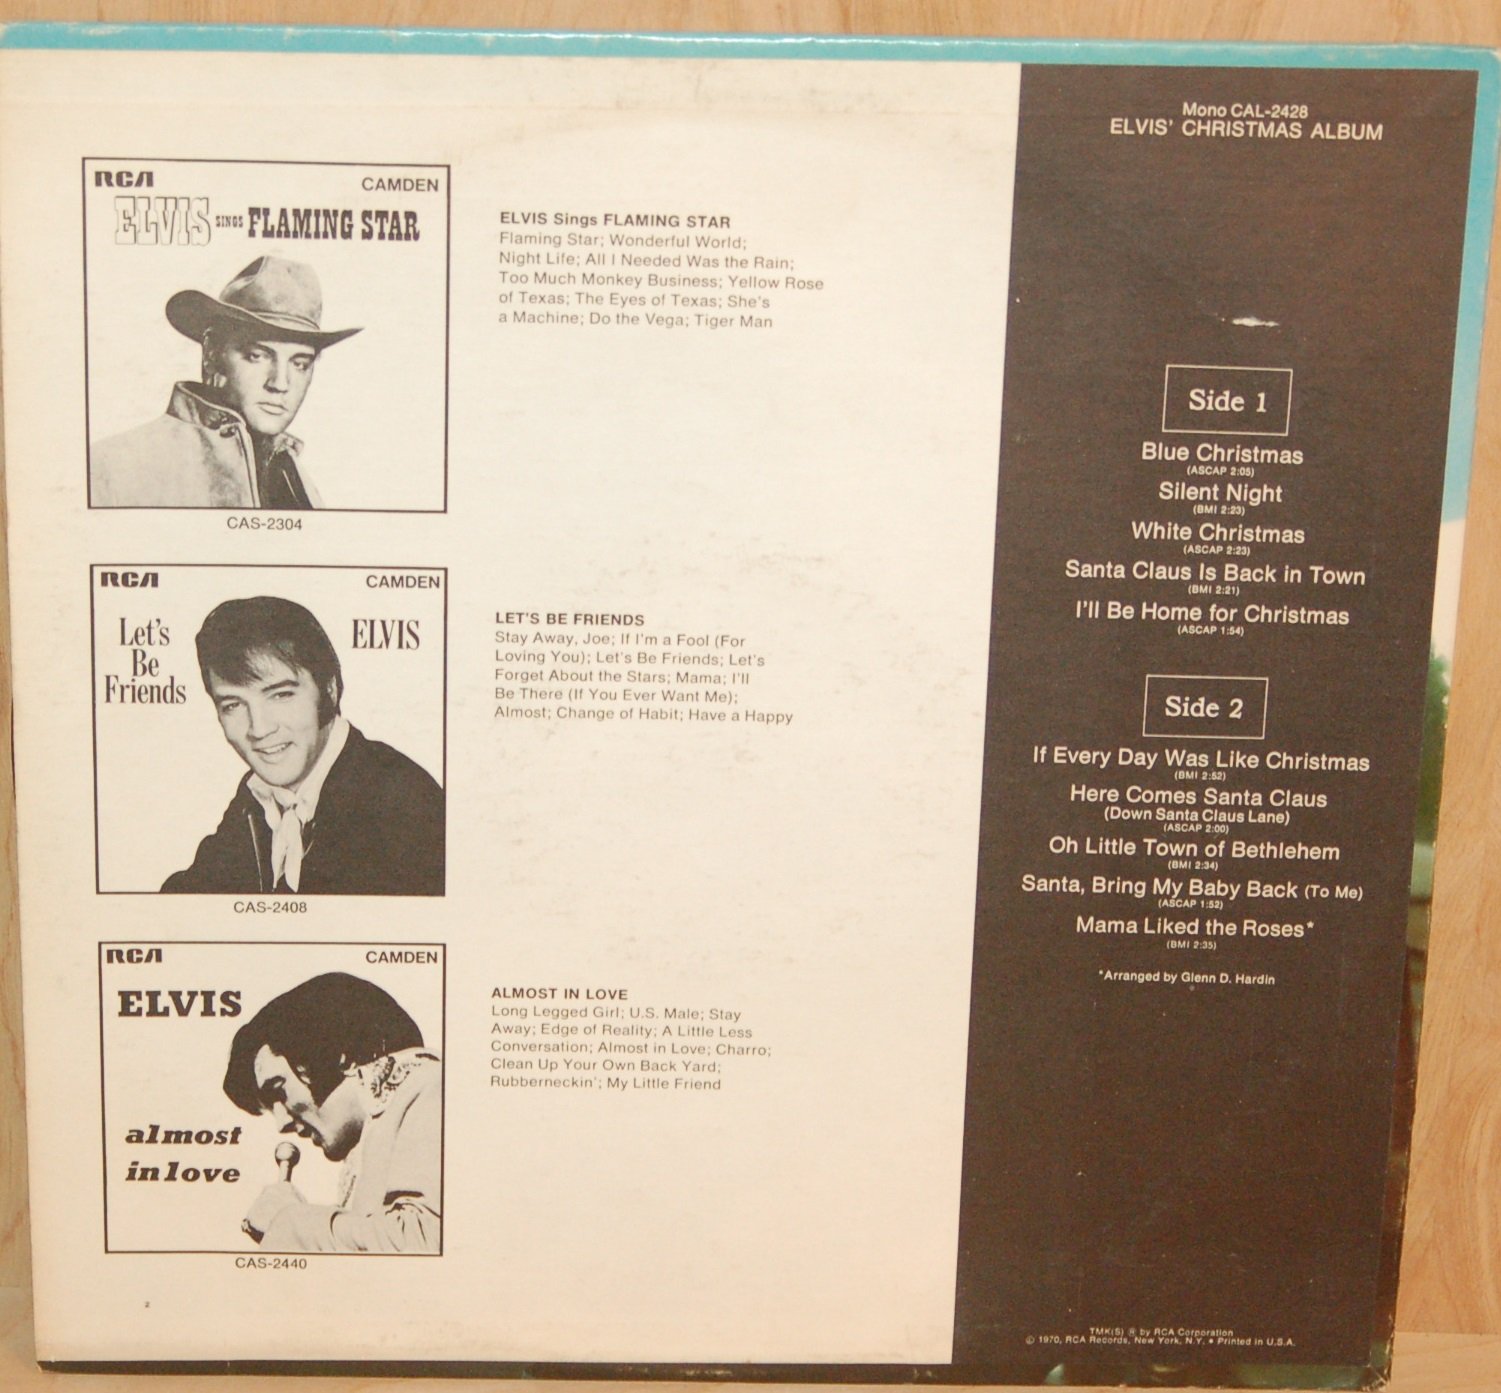 RCA CAMDEN
ELVIS SINGS FLAMING STAR
CAS-2304
ELVIS Sings FLAMING STAR
Flaming Star; Wonderful World;
Night Life; All I Needed Was the Rain;
Too Much Monkey Business; Yellow Rose
of Texas; The Eyes of Texas; She's
a Machine; Do the Vega; Tiger Man
RCA CAMDEN
Let's
Be
Friends
ELVIS
CAS-2408
LET'S BE FRIENDS
Stay Away, Joe; If I'm a Fool (For
Loving You); Let's Be Friends; Let's
Forget About the Stars; Mama; I'll
Be There (If You Ever Want Me);
Almost; Change of Habit; Have a Happy
RCA CAMDEN
ELVIS
almost
in love
CAS-2440
ALMOST IN LOVE
Long Legged Girl; U.S. Male; Stay
Away; Edge of Reality; A Little Less
Conversation; Almost in Love; Charro;
Clean Up Your Own Back Yard;
Rubberneckin'; My Little Friend
2
Mono CAL-2428
ELVIS' CHRISTMAS ALBUM
Side 1
Blue Christmas
(ASCAP 2:05)
Silent Night
(BMI 2:23)
White Christmas
(ASCAP 2:23)
Santa Claus Is Back in Town
(BMI 2:21)
I'll Be Home for Christmas
(ASCAP 1:54)
Side 2
If Every Day Was Like Christmas
(BMI 2:52)
Here Comes Santa Claus
(Down Santa Claus Lane)
(ASCAP 2:00)
Oh Little Town of Bethlehem
(BMI 2:34)
Santa, Bring My Baby Back (To Me)
(ASCAP 1:52)
Mama Liked the Roses*
(BMI 2:35)
*Arranged by Glenn D. Hardin
TMK(S) ® by RCA Corporation
© 1970, RCA Records, New York, N.Y. • Printed in U.S.A.